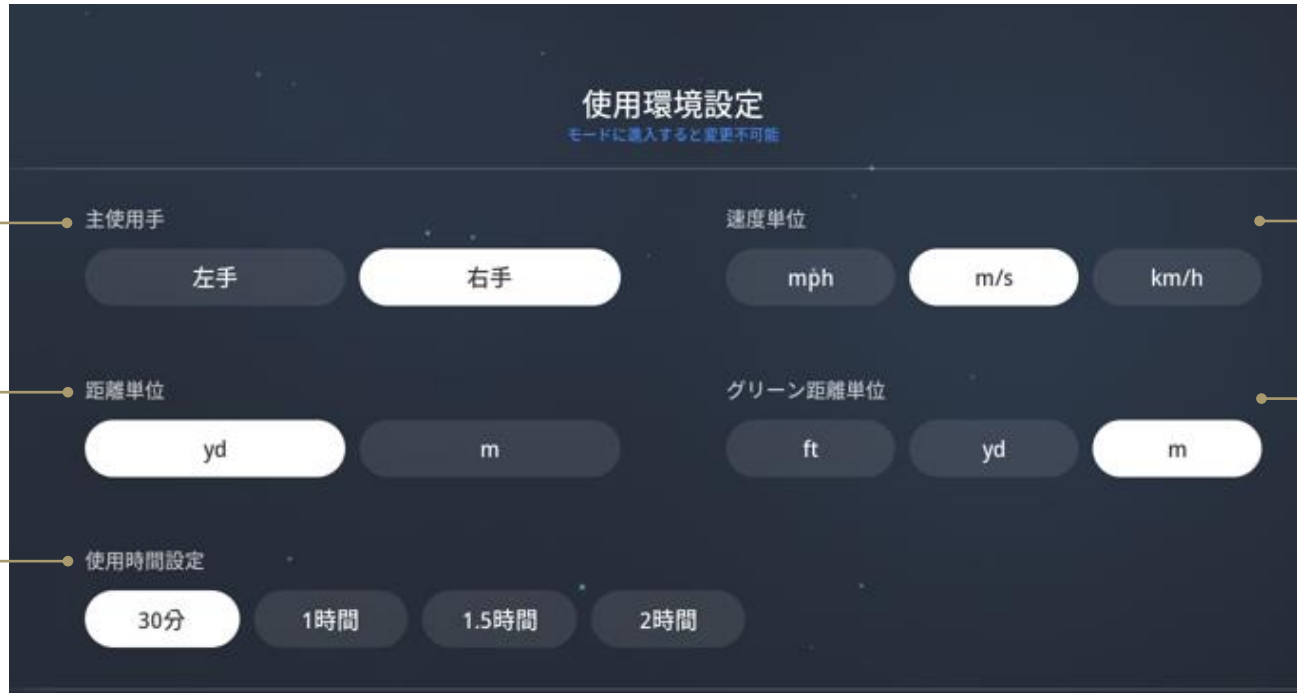 使用環境設定
モードに進入すると変更不可能
主使用手
左手
右手
速度単位
mph
m/s
km/h
距離単位
yd
m
グリーン距離単位
ft
yd
m
使用時間設定
30分
1時間
1.5時間
2時間